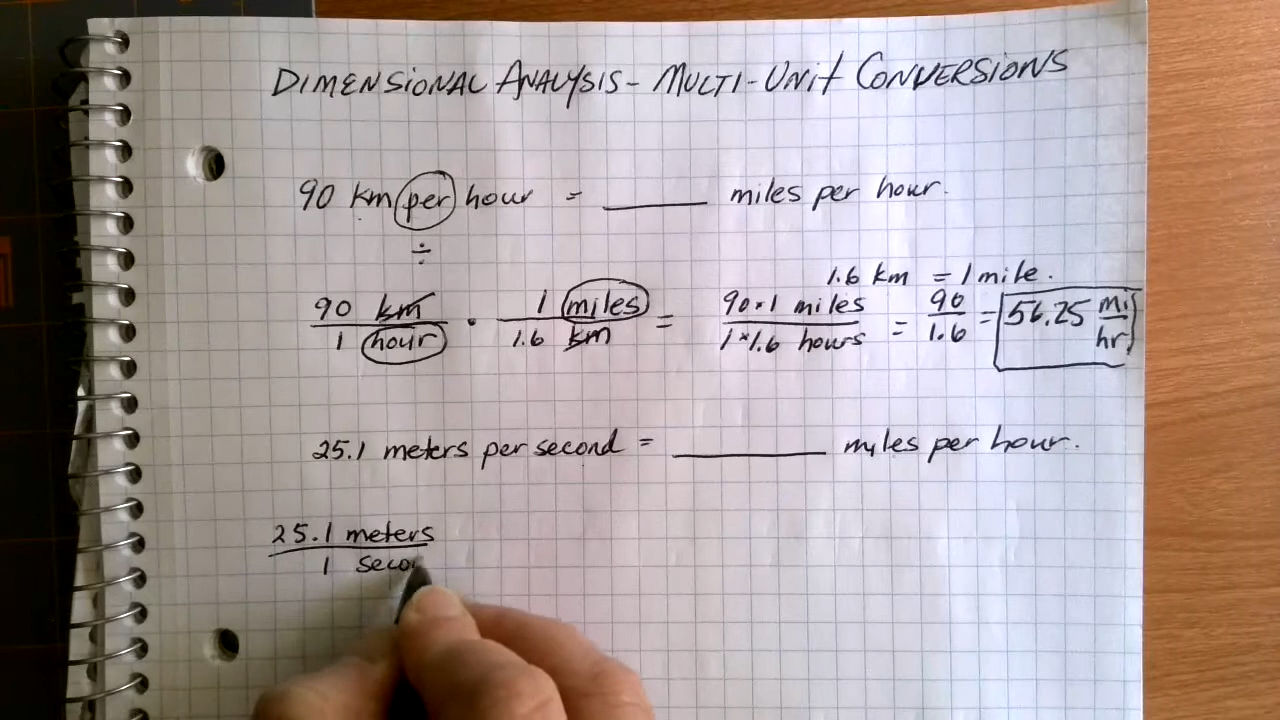 DIMENSIONAL ANALYSIS - MULTI-UNIT CONVERSIONS
90 km per hour = ______ miles per hour.
÷
1.6 km = 1 mile.
90 km / 1 hour · 1 miles / 1.6 km = 90 × 1 miles / 1 × 1.6 hours = 90 / 1.6 = 56.25 mi / hr
25.1 meters per second = ______ miles per hour.
25.1 meters
1 seco